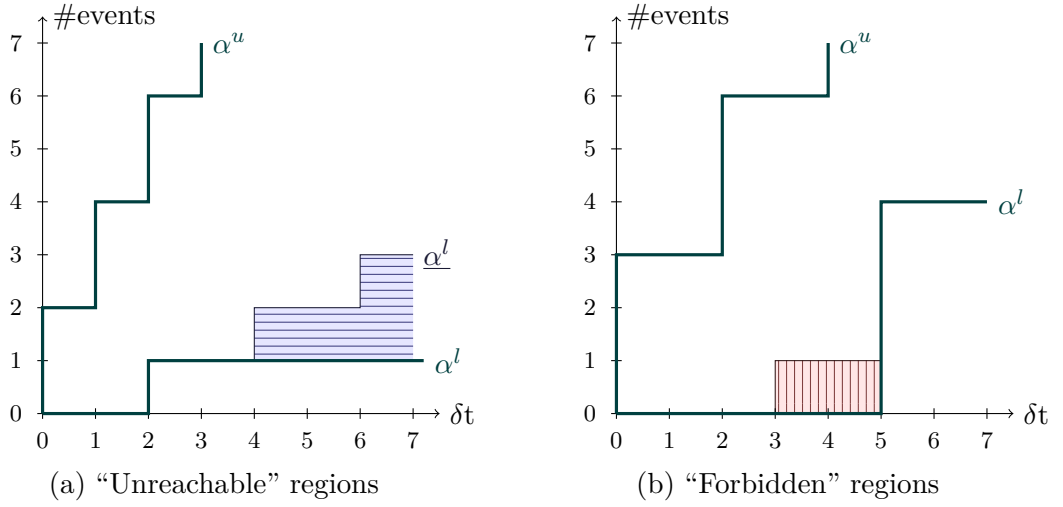 #events
7
6
5
4
3
2
1
0
α^u
α^l
α^l
0 1 2 3 4 5 6 7
δt
(a) “Unreachable” regions
#events
7
6
5
4
3
2
1
0
α^u
α^l
0 1 2 3 4 5 6 7
δt
(b) “Forbidden” regions